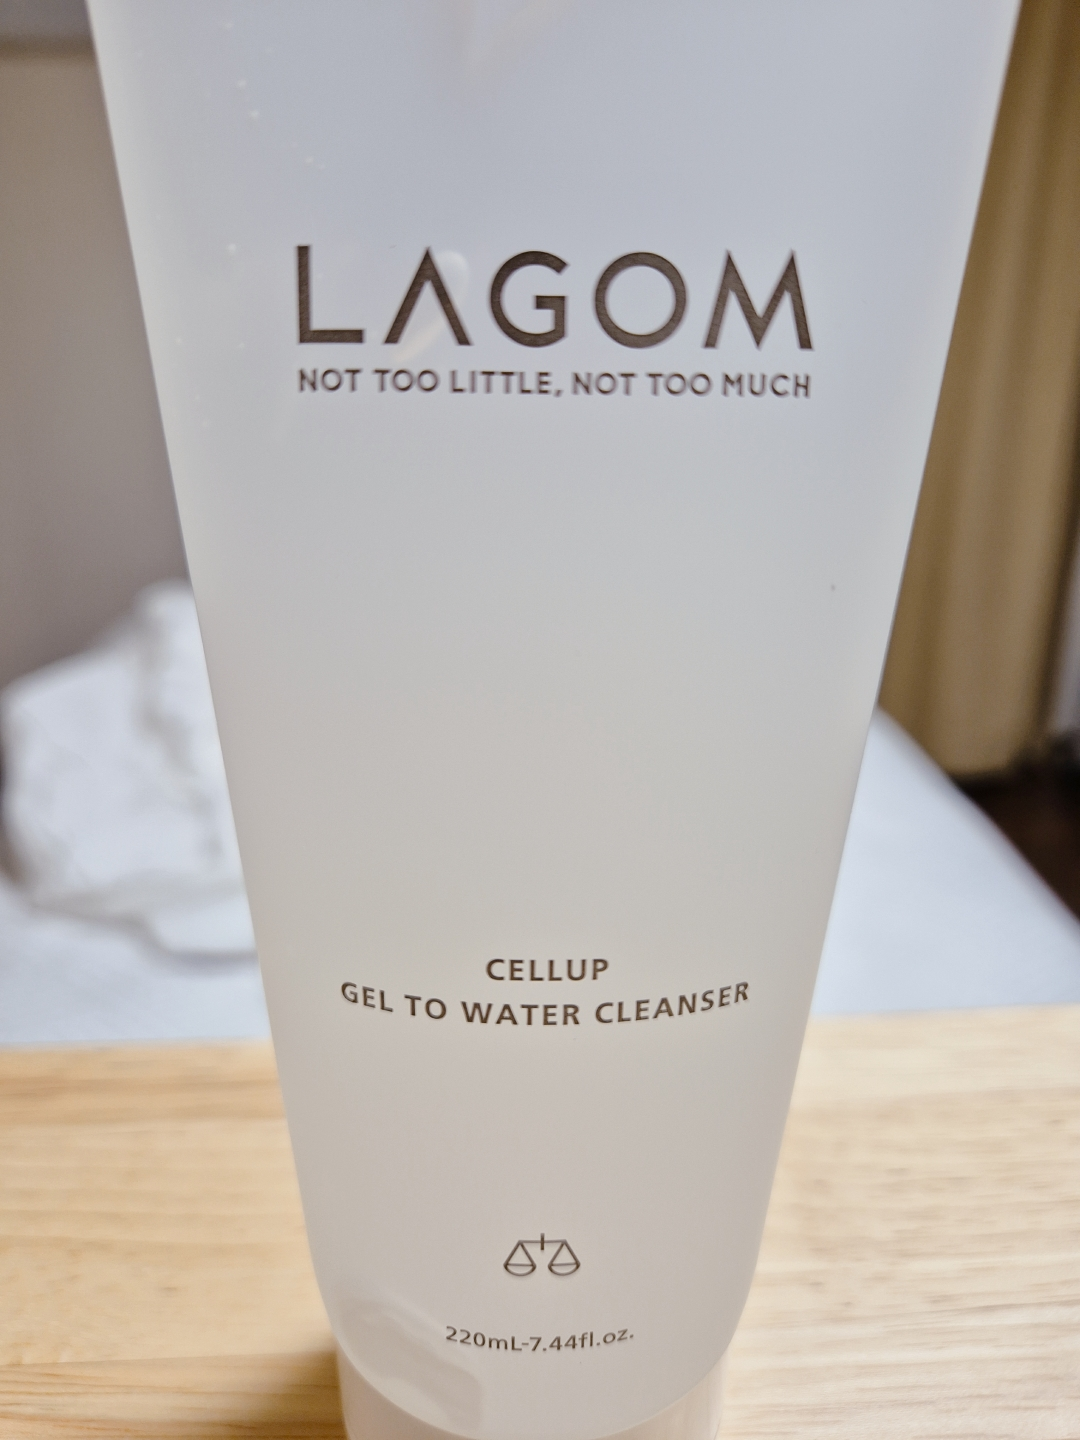 LAGOM
NOT TOO LITTLE, NOT TOO MUCH
CELLUP
GEL TO WATER CLEANSER
220mL-7.44fl.oz.